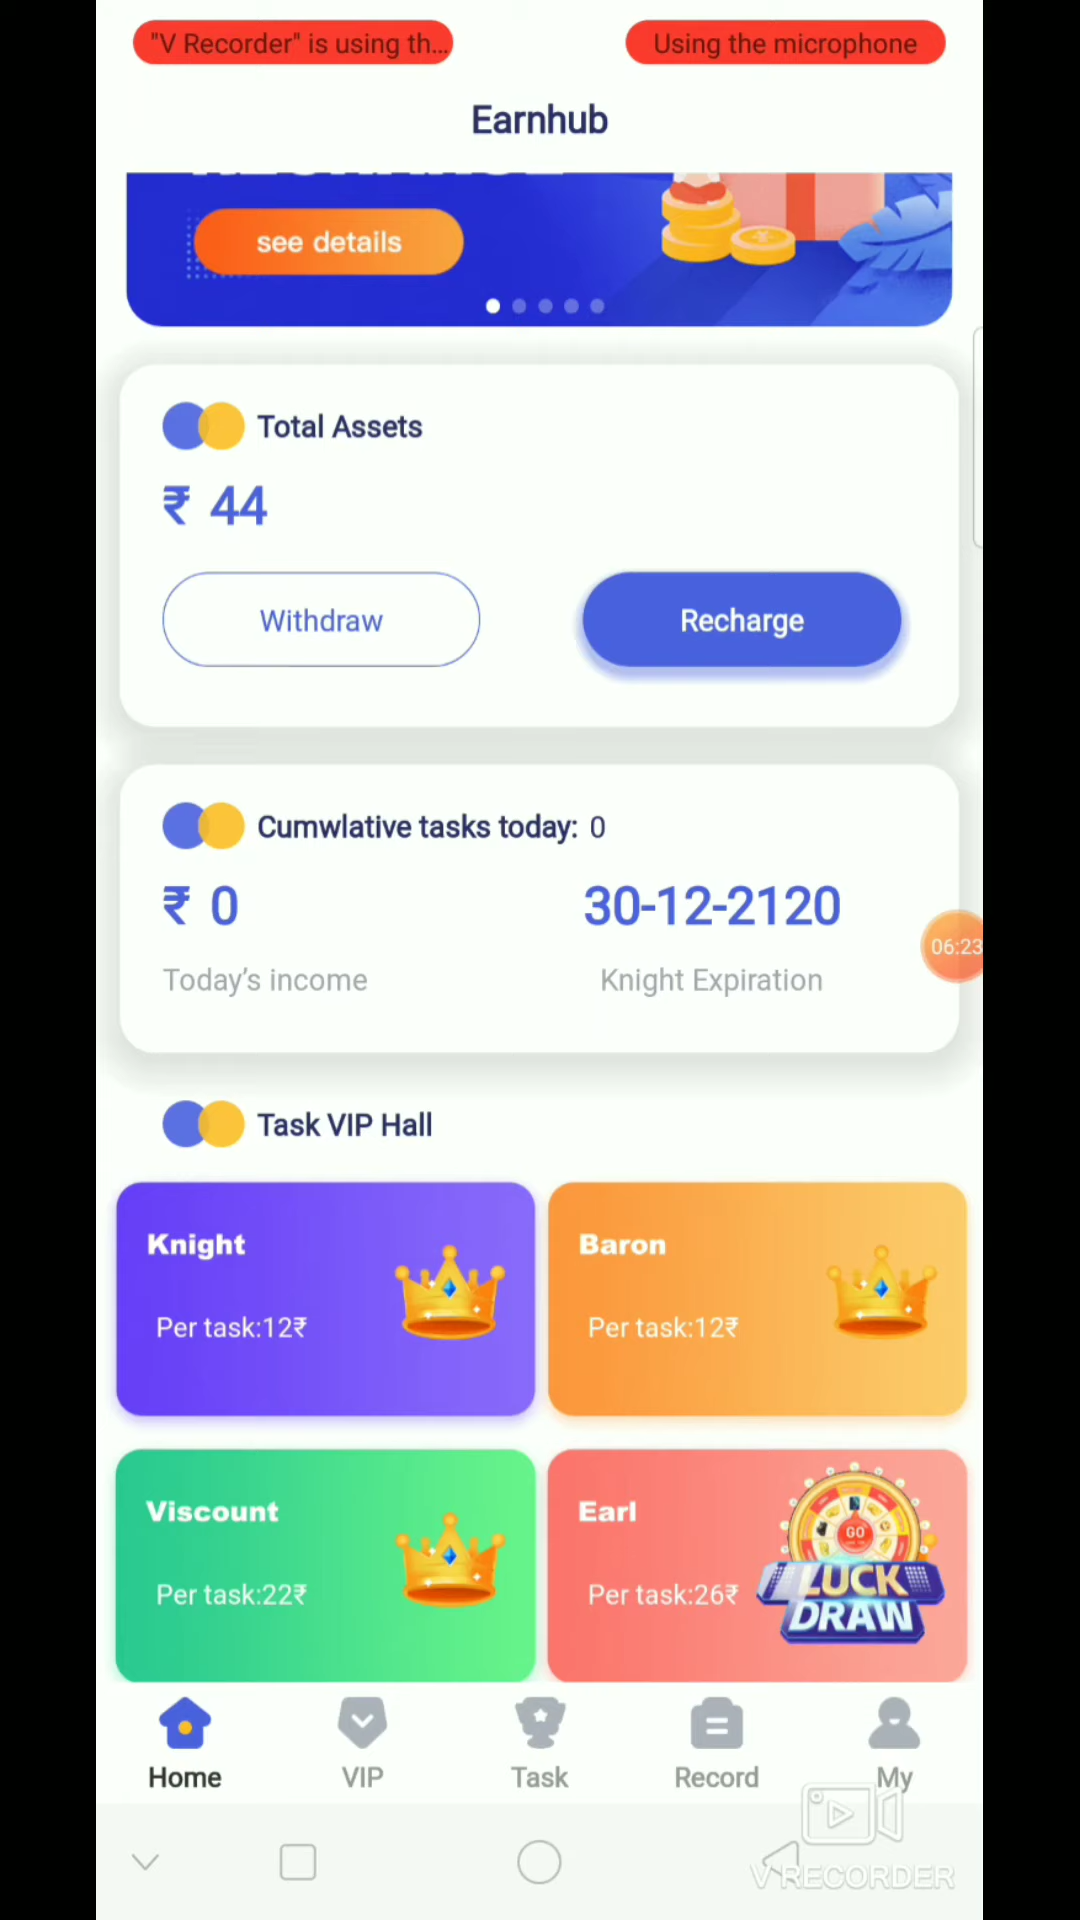 "V Recorder" is using th...
Using the microphone
Earnhub
see details
Total Assets
₹ 44
Withdraw
Recharge
Cumwlative tasks today: 0
₹ 0
30-12-2120
06:23
Today's income
Knight Expiration
Task VIP Hall
Knight
Per task:12₹
Baron
Per task:12₹
Viscount
Per task:22₹
Earl
Per task:26₹
GO
LUCK
DRAW
Home
VIP
Task
Record
My
V RECORDER